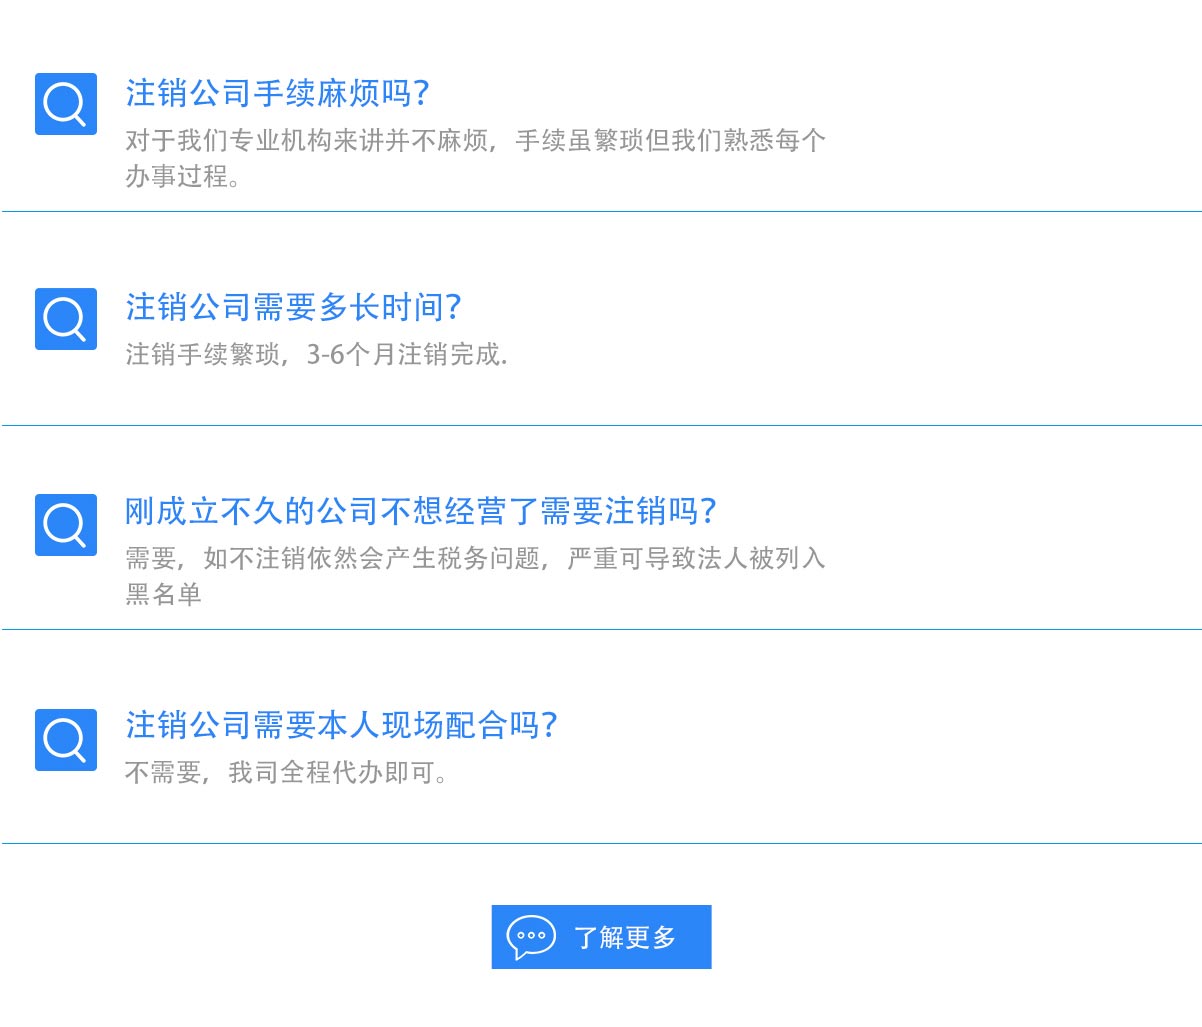 注销公司手续麻烦吗？
对于我们专业机构来讲并不麻烦，手续虽繁琐但我们熟悉每个
办事过程。
注销公司需要多长时间？
注销手续繁琐，3-6个月注销完成.
刚成立不久的公司不想经营了需要注销吗？
需要，如不注销依然会产生税务问题，严重可导致法人被列入
黑名单
注销公司需要本人现场配合吗？
不需要，我司全程代办即可。
了解更多